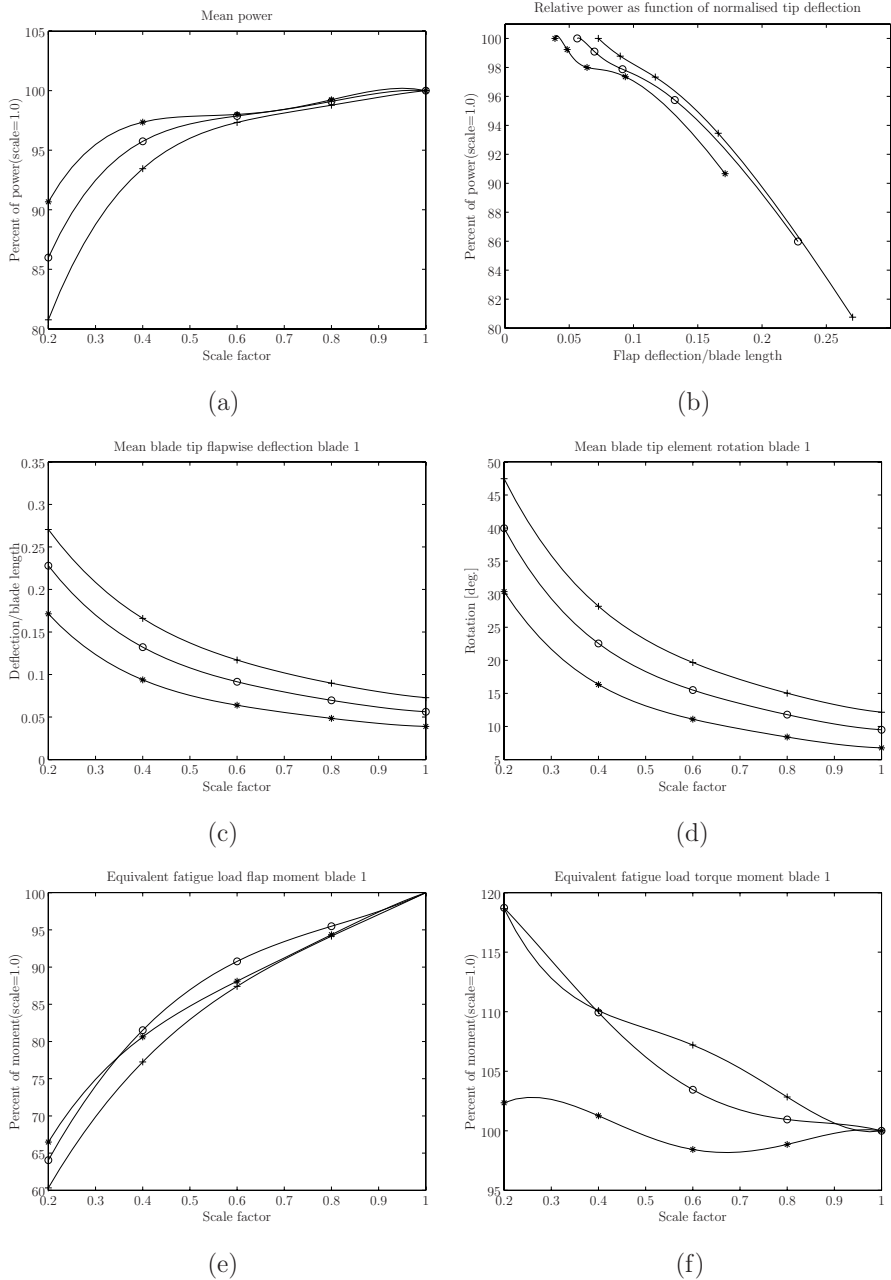 Mean power
Percent of power(scale=1.0)
105
100
95
90
85
80
0.2 0.3 0.4 0.5 0.6 0.7 0.8 0.9 1
Scale factor
(a)
Relative power as function of normalised tip deflection
Percent of power(scale=1.0)
100
98
96
94
92
90
88
86
84
82
80
0 0.05 0.1 0.15 0.2 0.25
Flap deflection/blade length
(b)
Mean blade tip flapwise deflection blade 1
Deflection/blade length
0.35
0.3
0.25
0.2
0.15
0.1
0.05
0
0.2 0.3 0.4 0.5 0.6 0.7 0.8 0.9 1
Scale factor
(c)
Mean blade tip element rotation blade 1
Rotation [deg.]
50
45
40
35
30
25
20
15
10
5
0.2 0.3 0.4 0.5 0.6 0.7 0.8 0.9 1
Scale factor
(d)
Equivalent fatigue load flap moment blade 1
Percent of moment(scale=1.0)
100
95
90
85
80
75
70
65
60
0.2 0.3 0.4 0.5 0.6 0.7 0.8 0.9 1
Scale factor
(e)
Equivalent fatigue load torque moment blade 1
Percent of moment(scale=1.0)
120
115
110
105
100
95
0.2 0.3 0.4 0.5 0.6 0.7 0.8 0.9 1
Scale factor
(f)